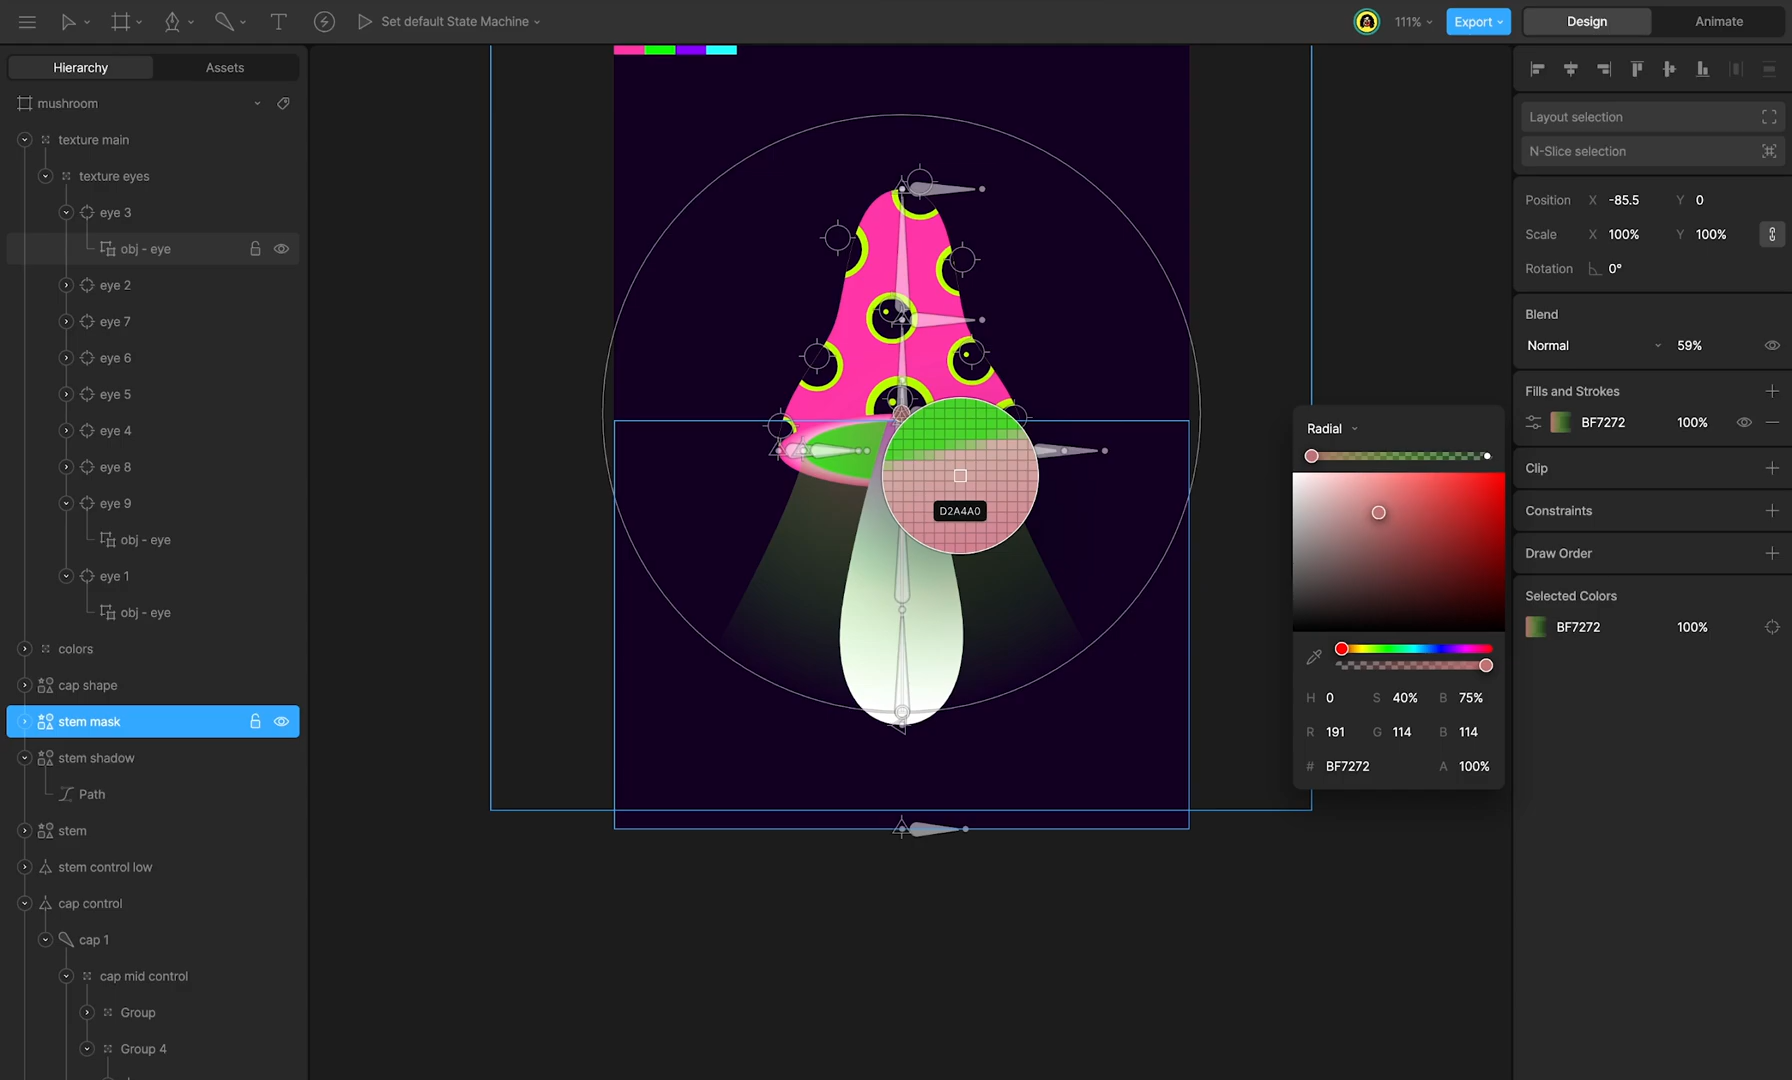 Set default State Machine
111%
Export
Design
Animate
Hierarchy
Assets
mushroom
texture main
texture eyes
eye 3
obj - eye
eye 2
eye 7
eye 6
eye 5
eye 4
eye 8
eye 9
obj - eye
eye 1
obj - eye
colors
cap shape
stem mask
stem shadow
Path
stem
stem control low
cap control
cap 1
cap mid control
Group
Group 4
D2A4A0
Radial
H 0 S 40% B 75%
R 191 G 114 B 114
# BF7272 A 100%
Layout selection
N-Slice selection
Position X -85.5 Y 0
Scale X 100% Y 100%
Rotation 0°
Blend
Normal 59%
Fills and Strokes
BF7272 100%
Clip
Constraints
Draw Order
Selected Colors
BF7272 100%